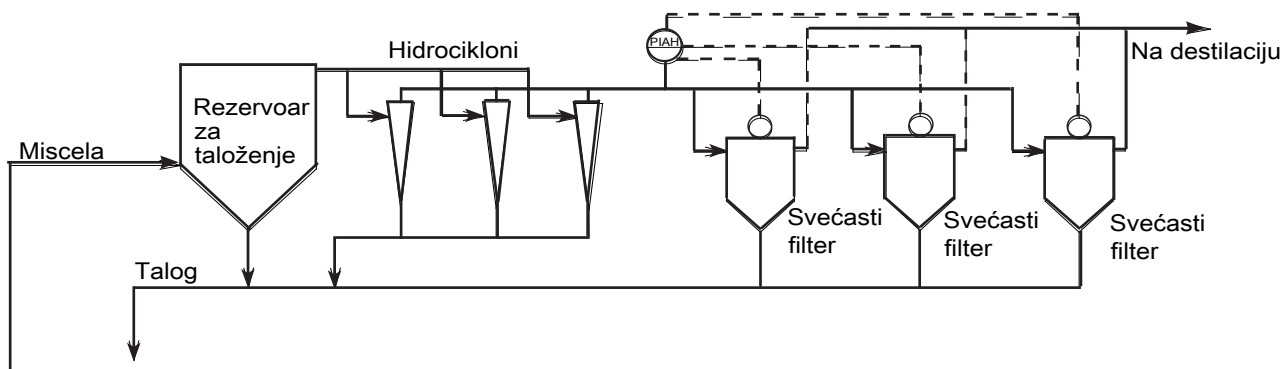 Hidrocikloni
PIAH
Na destilaciju
Rezervoar
za
taloženje
Miscela
Svećasti
filter
Svećasti
filter
Svećasti
filter
Talog